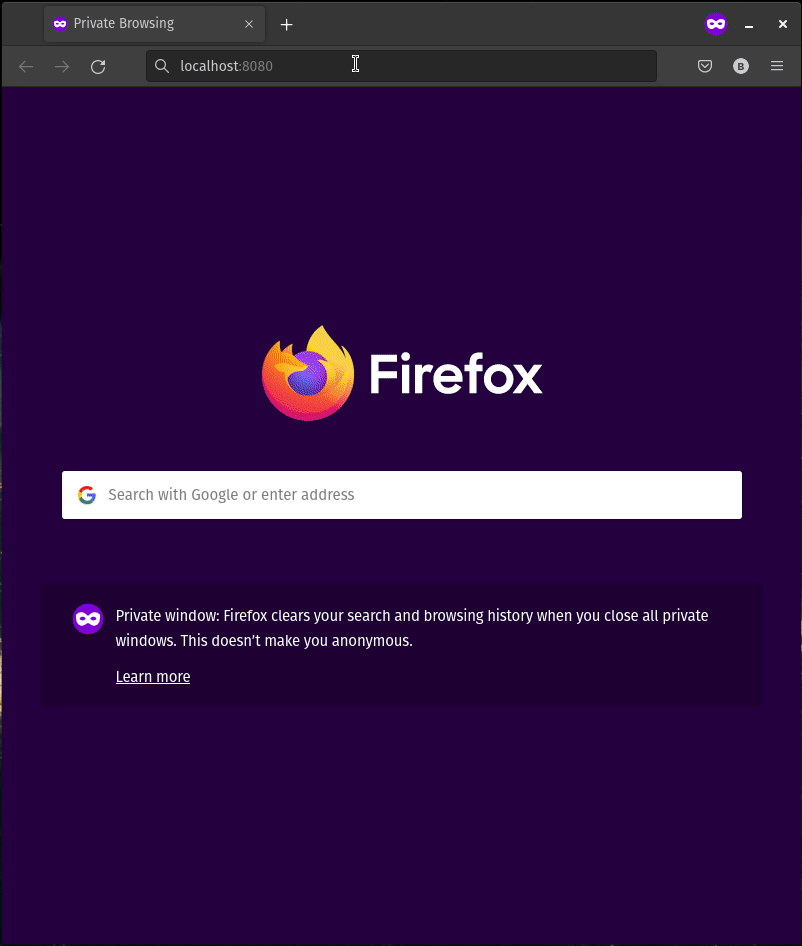 Private Browsing
localhost:8080
B
Firefox
Search with Google or enter address
Private window: Firefox clears your search and browsing history when you close all private
windows. This doesn’t make you anonymous.
Learn more